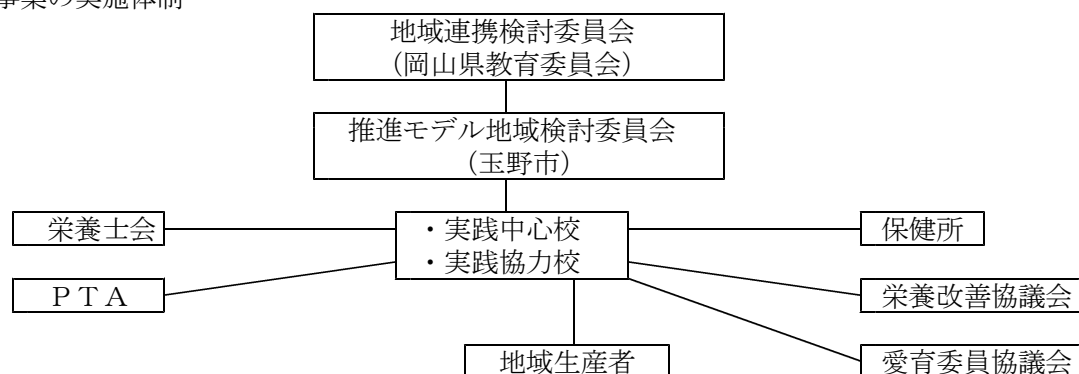 事業の実施体制
地域連携検討委員会
（岡山県教育委員会）
推進モデル地域検討委員会
（玉野市）
栄養士会
・実践中心校
・実践協力校
保健所
ＰＴＡ
栄養改善協議会
地域生産者
愛育委員協議会